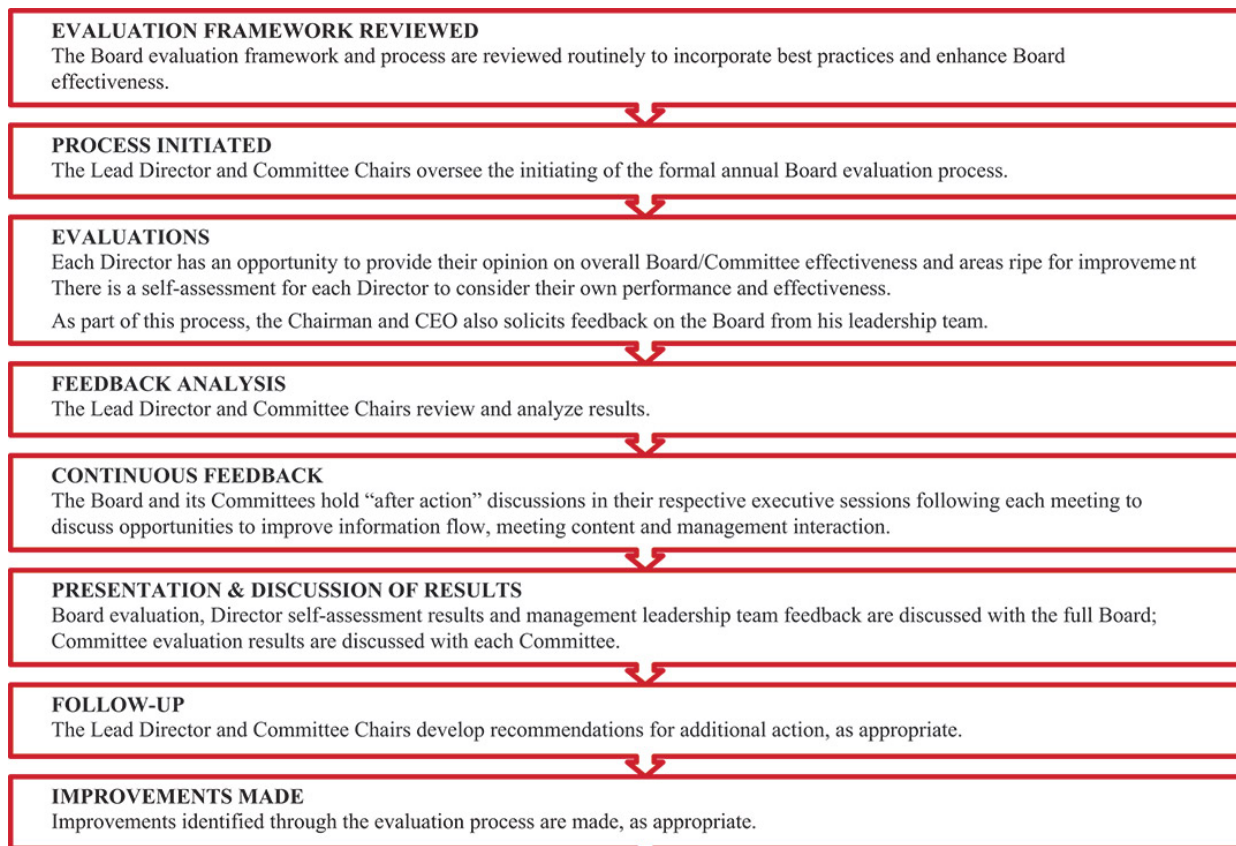 EVALUATION FRAMEWORK REVIEWED
The Board evaluation framework and process are reviewed routinely to incorporate best practices and enhance Board
effectiveness.
PROCESS INITIATED
The Lead Director and Committee Chairs oversee the initiating of the formal annual Board evaluation process.
EVALUATIONS
Each Director has an opportunity to provide their opinion on overall Board/Committee effectiveness and areas ripe for improvement
There is a self-assessment for each Director to consider their own performance and effectiveness.
As part of this process, the Chairman and CEO also solicits feedback on the Board from his leadership team.
FEEDBACK ANALYSIS
The Lead Director and Committee Chairs review and analyze results.
CONTINUOUS FEEDBACK
The Board and its Committees hold “after action” discussions in their respective executive sessions following each meeting to
discuss opportunities to improve information flow, meeting content and management interaction.
PRESENTATION & DISCUSSION OF RESULTS
Board evaluation, Director self-assessment results and management leadership team feedback are discussed with the full Board;
Committee evaluation results are discussed with each Committee.
FOLLOW-UP
The Lead Director and Committee Chairs develop recommendations for additional action, as appropriate.
IMPROVEMENTS MADE
Improvements identified through the evaluation process are made, as appropriate.